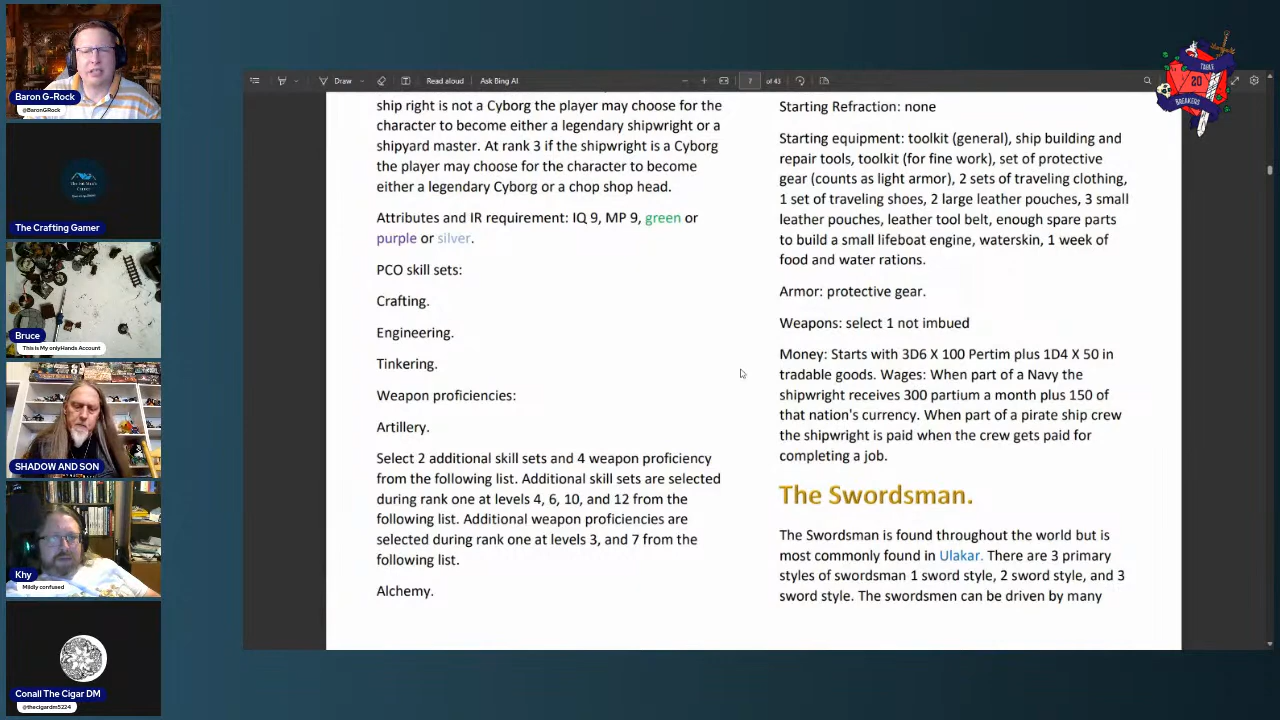 Baron G-Rock
@BaronGRock
The Crafting Gamer
Bruce
This is My onlyHands Account
SHADOW AND SON
Khy
Mildly confused
Conall The Cigar DM
@thecigardm5224
Draw
Read aloud
Ask Bing AI
7
of 43
TABLE
20
BREAKERS
ship right is not a Cyborg the player may choose for the
character to become either a legendary shipwright or a
shipyard master. At rank 3 if the shipwright is a Cyborg
the player may choose for the character to become
either a legendary Cyborg or a chop shop head.
Attributes and IR requirement: IQ 9, MP 9, green or
purple or silver.
PCO skill sets:
Crafting.
Engineering.
Tinkering.
Weapon proficiencies:
Artillery.
Select 2 additional skill sets and 4 weapon proficiency
from the following list. Additional skill sets are selected
during rank one at levels 4, 6, 10, and 12 from the
following list. Additional weapon proficiencies are
selected during rank one at levels 3, and 7 from the
following list.
Alchemy.
Starting Refraction: none
Starting equipment: toolkit (general), ship building and
repair tools, toolkit (for fine work), set of protective
gear (counts as light armor), 2 sets of traveling clothing,
1 set of traveling shoes, 2 large leather pouches, 3 small
leather pouches, leather tool belt, enough spare parts
to build a small lifeboat engine, waterskin, 1 week of
food and water rations.
Armor: protective gear.
Weapons: select 1 not imbued
Money: Starts with 3D6 X 100 Pertim plus 1D4 X 50 in
tradable goods. Wages: When part of a Navy the
shipwright receives 300 partium a month plus 150 of
that nation's currency. When part of a pirate ship crew
the shipwright is paid when the crew gets paid for
completing a job.
The Swordsman.
The Swordsman is found throughout the world but is
most commonly found in Ulakar. There are 3 primary
styles of swordsman 1 sword style, 2 sword style, and 3
sword style. The swordsmen can be driven by many